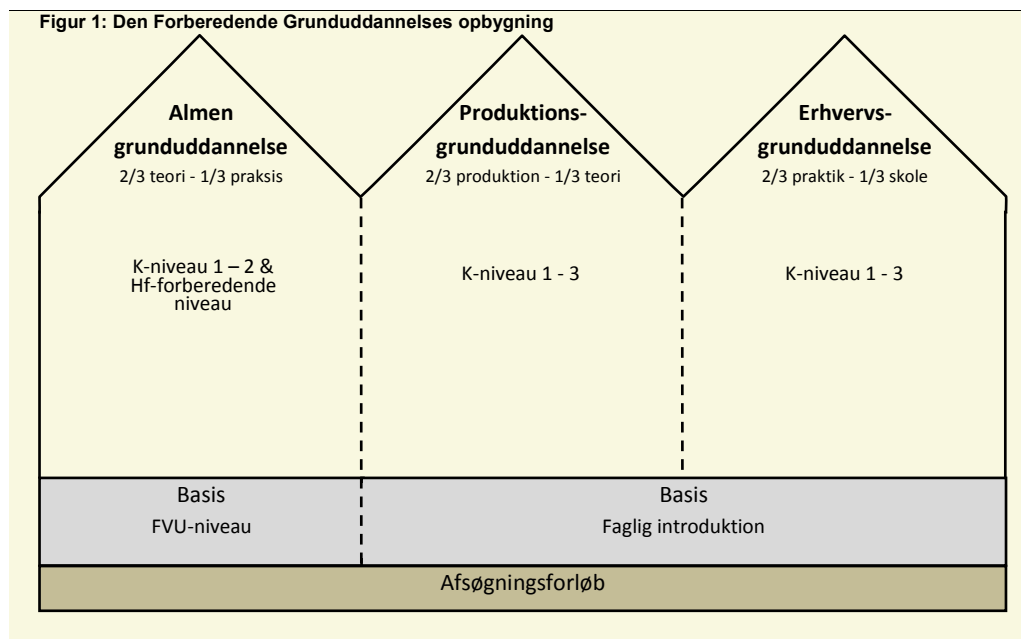 Figur 1: Den Forberedende Grunduddannelses opbygning
Almen
grunduddannelse
2/3 teori - 1/3 praksis
K-niveau 1 – 2 &
Hf-forberedende
niveau
Produktions-
grunduddannelse
2/3 produktion - 1/3 teori
K-niveau 1 - 3
Erhvervs-
grunduddannelse
2/3 praktik - 1/3 skole
K-niveau 1 - 3
Basis
FVU-niveau
Basis
Faglig introduktion
Afsøgningsforløb